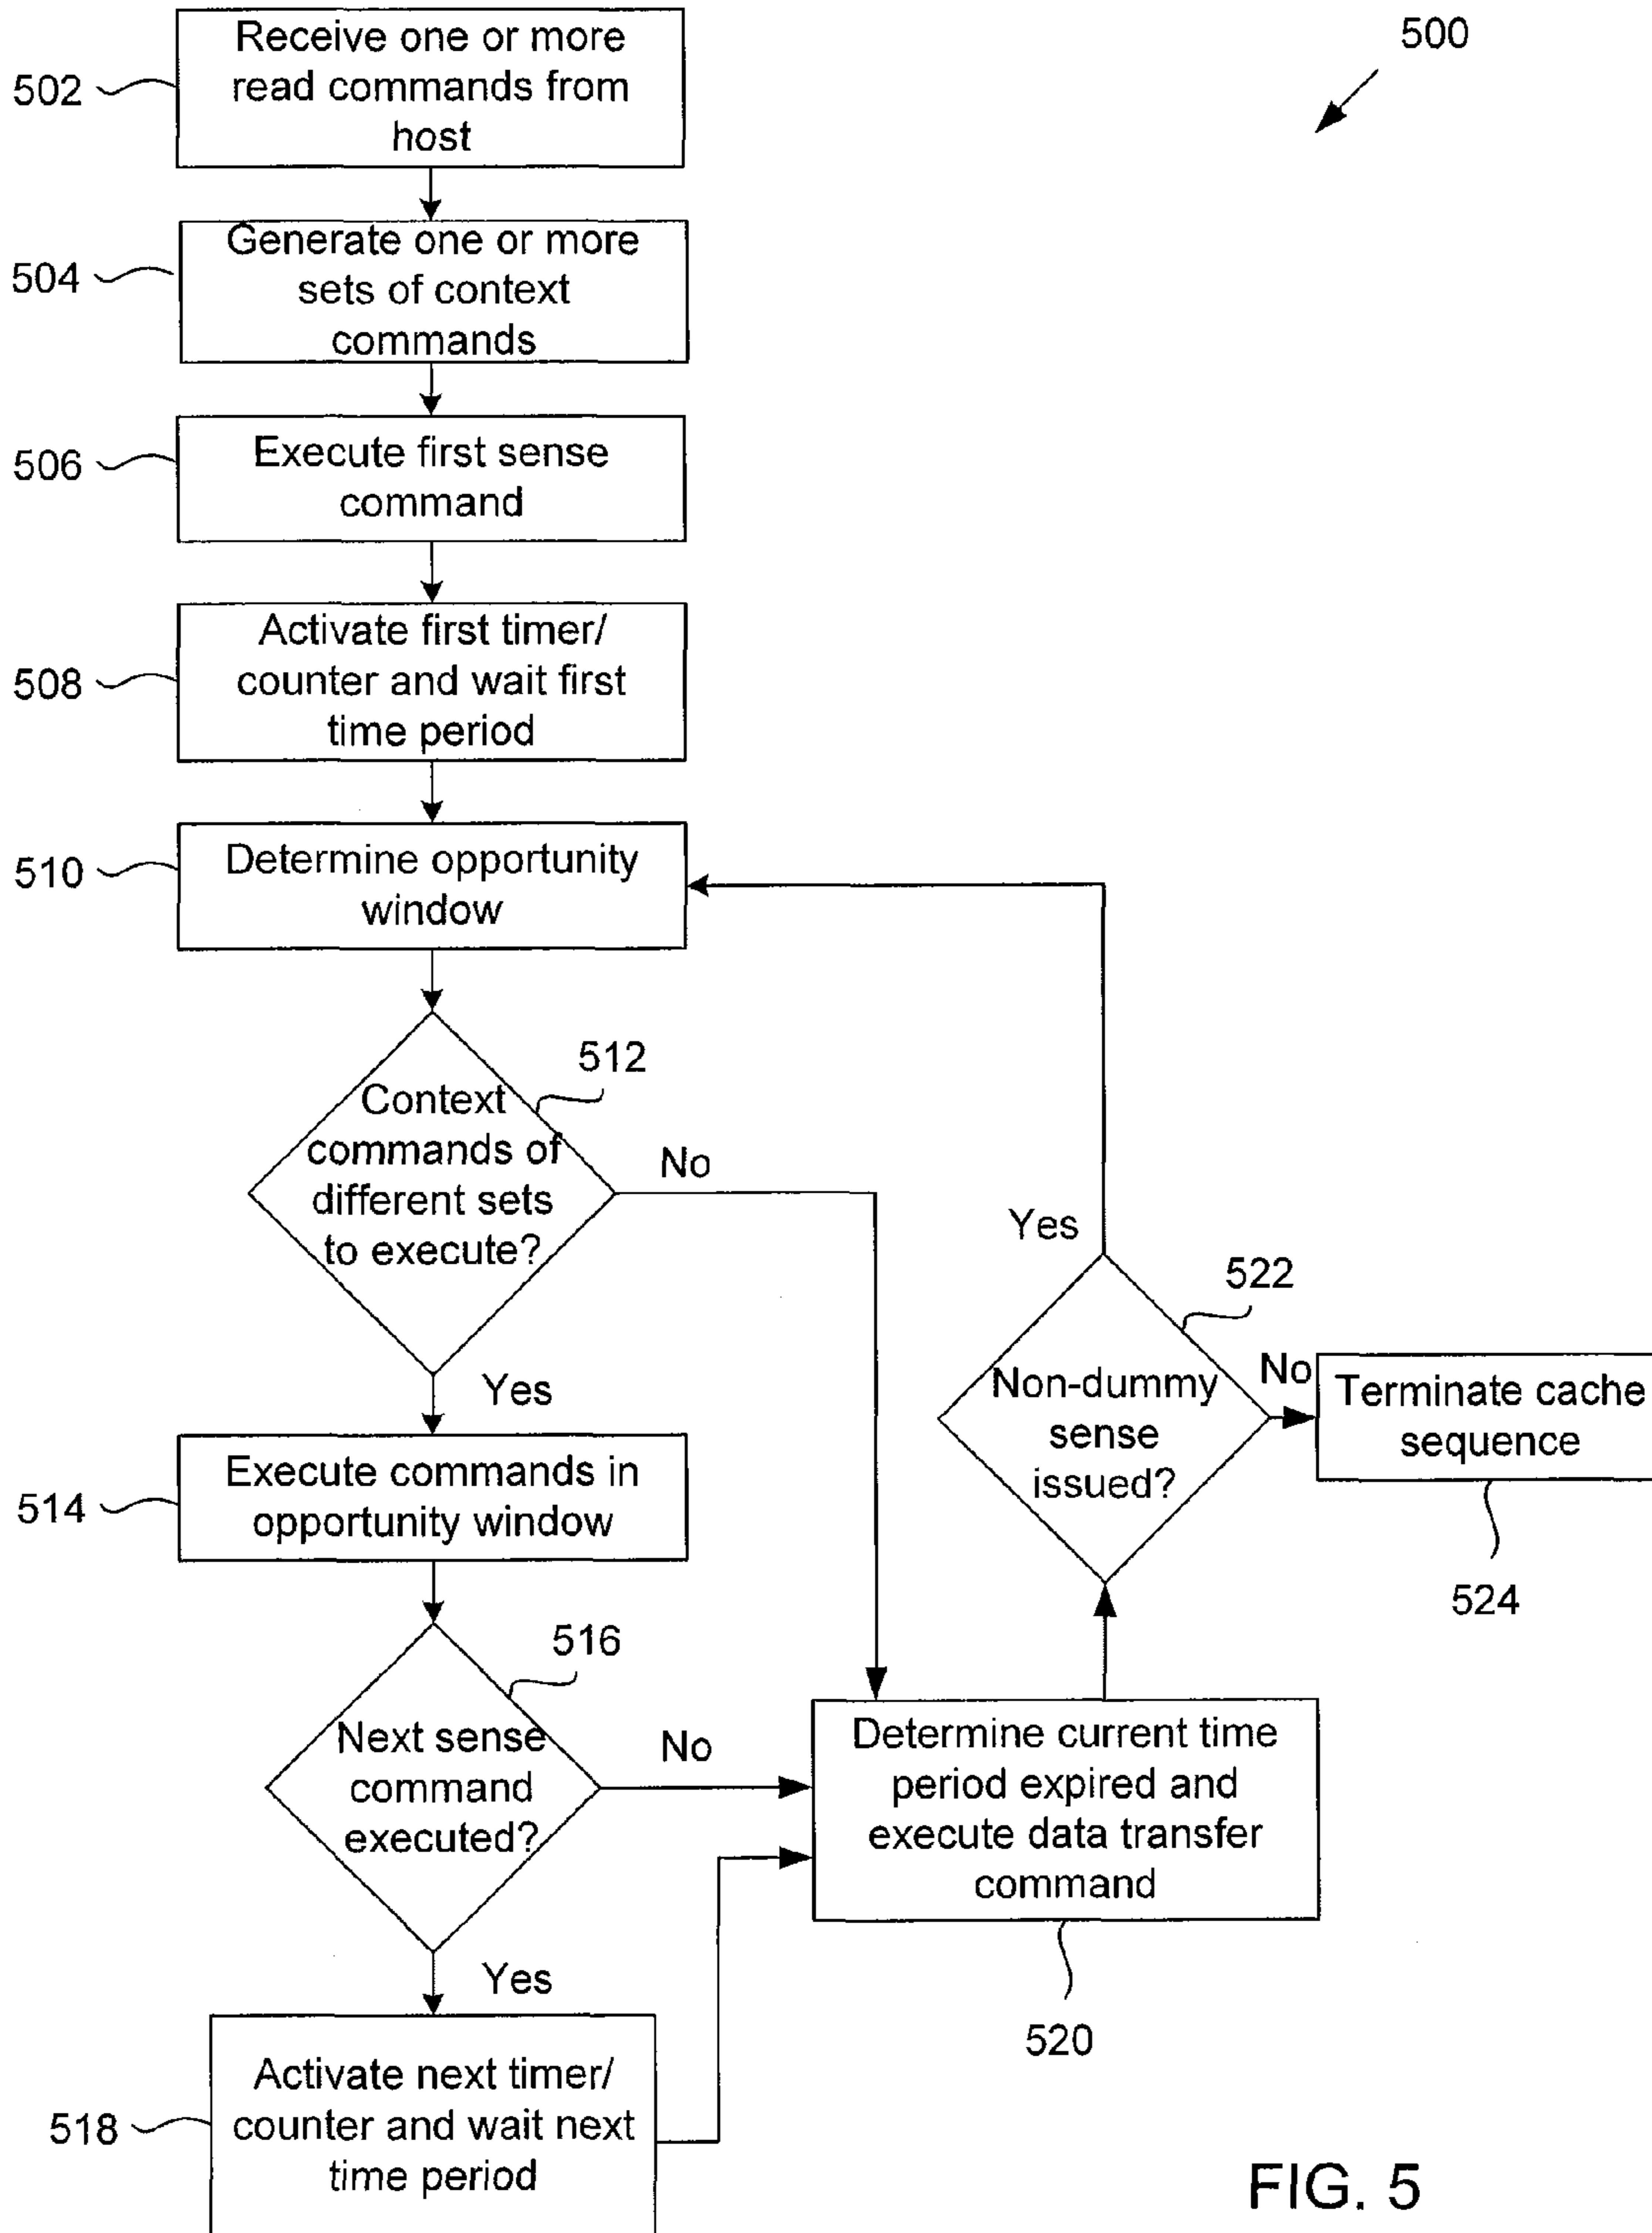 500
502
Receive one or more
read commands from
host
504
Generate one or more
sets of context
commands
506
Execute first sense
command
508
Activate first timer/
counter and wait first
time period
510
Determine opportunity
window
512
Context
commands of
different sets
to execute?
No
Yes
514
Execute commands in
opportunity window
516
Next sense
command
executed?
No
Yes
518
Activate next timer/
counter and wait next
time period
Determine current time
period expired and
execute data transfer
command
520
Yes
522
Non-dummy
sense
issued?
No
Terminate cache
sequence
524
FIG. 5